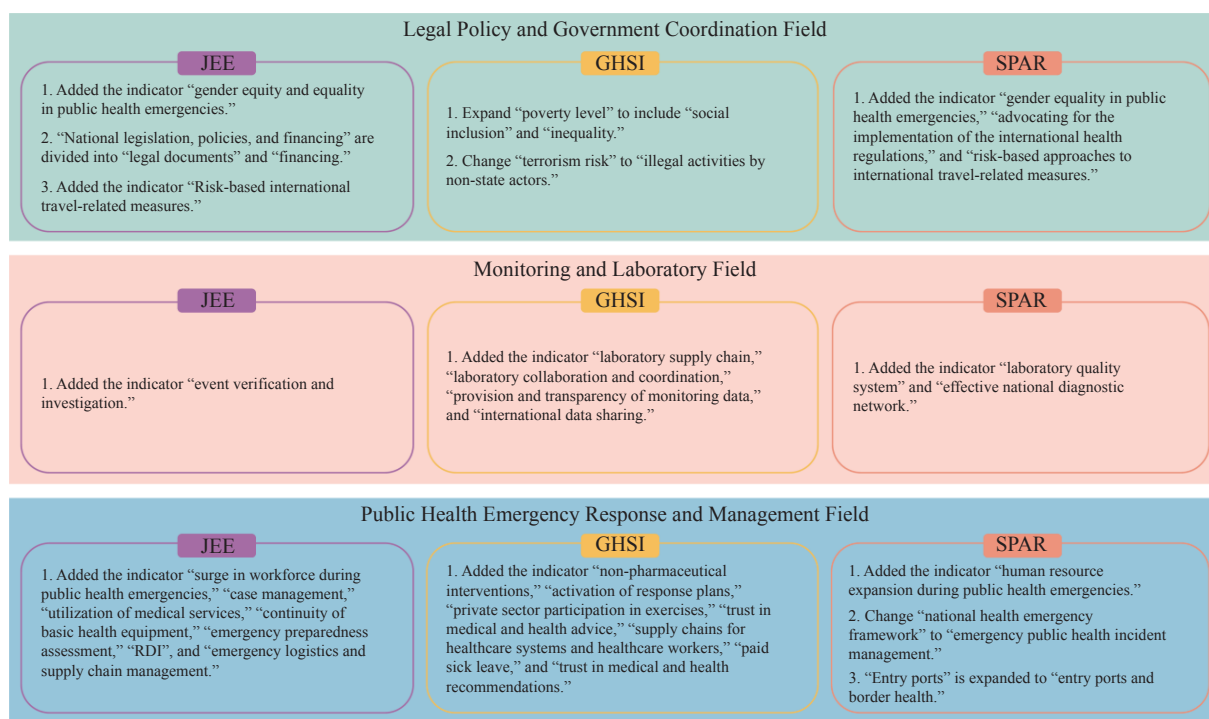 Legal Policy and Government Coordination Field
JEE
1. Added the indicator “gender equity and equality
in public health emergencies.”
2. “National legislation, policies, and financing” are
divided into “legal documents” and “financing.”
3. Added the indicator “Risk-based international
travel-related measures.”
GHSI
1. Expand “poverty level” to include “social
inclusion” and “inequality.”
2. Change “terrorism risk” to “illegal activities by
non-state actors.”
SPAR
1. Added the indicator “gender equality in public
health emergencies,” “advocating for the
implementation of the international health
regulations,” and “risk-based approaches to
international travel-related measures.”
Monitoring and Laboratory Field
JEE
1. Added the indicator “event verification and
investigation.”
GHSI
1. Added the indicator “laboratory supply chain,”
“laboratory collaboration and coordination,”
“provision and transparency of monitoring data,”
and “international data sharing.”
SPAR
1. Added the indicator “laboratory quality
system” and “effective national diagnostic
network.”
Public Health Emergency Response and Management Field
JEE
1. Added the indicator “surge in workforce during
public health emergencies,” “case management,”
“utilization of medical services,” “continuity of
basic health equipment,” “emergency preparedness
assessment,” “RDI”, and “emergency logistics and
supply chain management.”
GHSI
1. Added the indicator “non-pharmaceutical
interventions,” “activation of response plans,”
“private sector participation in exercises,” “trust in
medical and health advice,” “supply chains for
healthcare systems and healthcare workers,” “paid
sick leave,” and “trust in medical and health
recommendations.”
SPAR
1. Added the indicator “human resource
expansion during public health emergencies.”
2. Change “national health emergency
framework” to “emergency public health incident
management.”
3. “Entry ports” is expanded to “entry ports and
border health.”